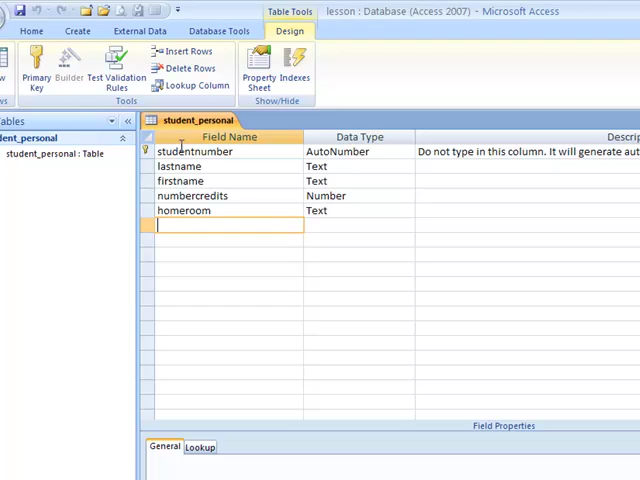 Table Tools
lesson : Database (Access 2007) - Microsoft Access
Home Create External Data Database Tools Design
Primary Key
Builder
Test Validation Rules
Insert Rows
Delete Rows
Lookup Column
Property Sheet
Indexes
Tools
Show/Hide
Tables
student_personal
dent_personal
student_personal : Table
Field Name Data Type Descrip
studentnumber AutoNumber Do not type in this column. It will generate aut
lastname Text
firstname Text
numbercredits Number
homeroom Text
Field Properties
General Lookup